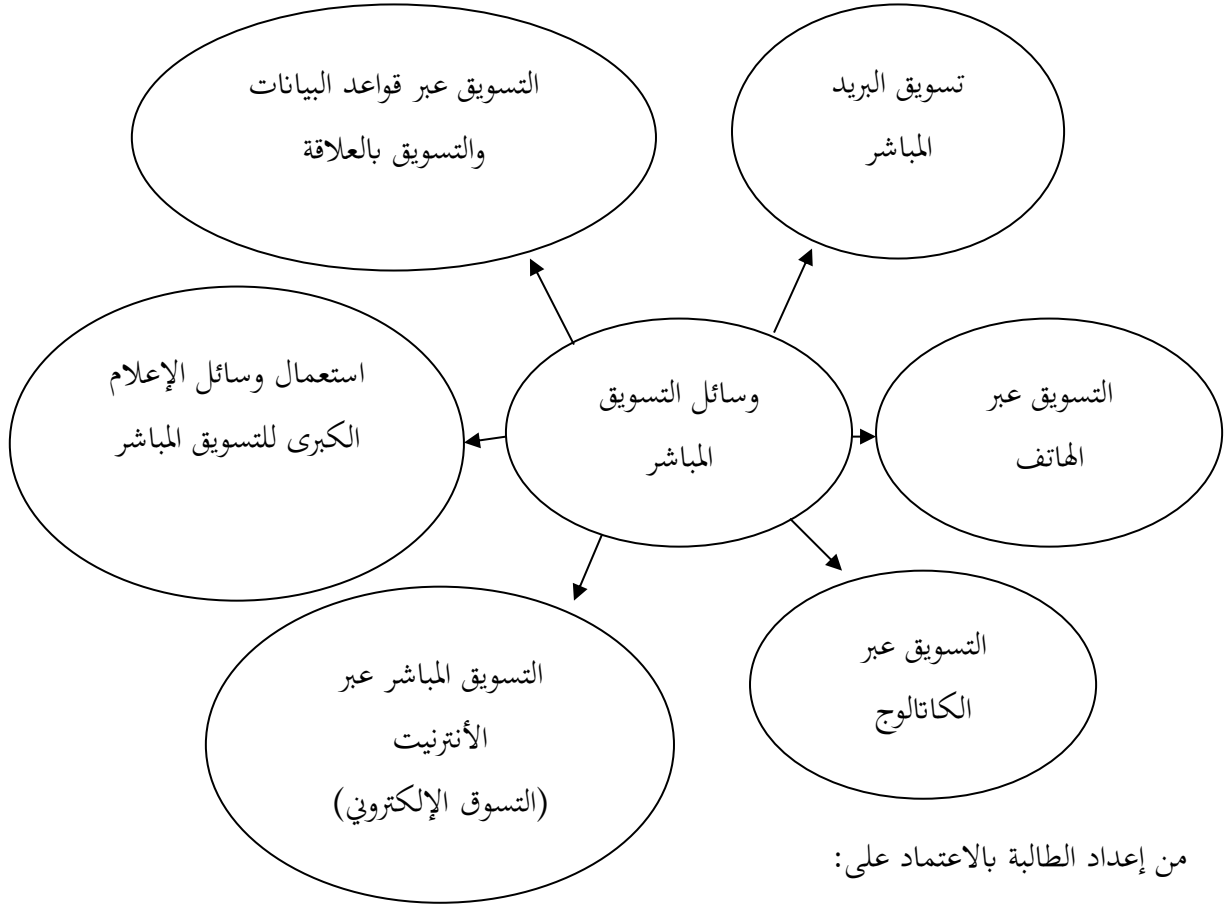 تسويق البريد
المباشر
التسويق عبر قواعد البيانات
والتسويق بالعلاقة
وسائل التسويق
المباشر
التسويق عبر
الهاتف
استعمال وسائل الإعلام
الكبرى للتسويق المباشر
التسويق عبر
الكاتالوج
التسويق المباشر عبر
الأنترنيت
(التسوق الإلكتروني)
من إعداد الطالبة بالاعتماد على: